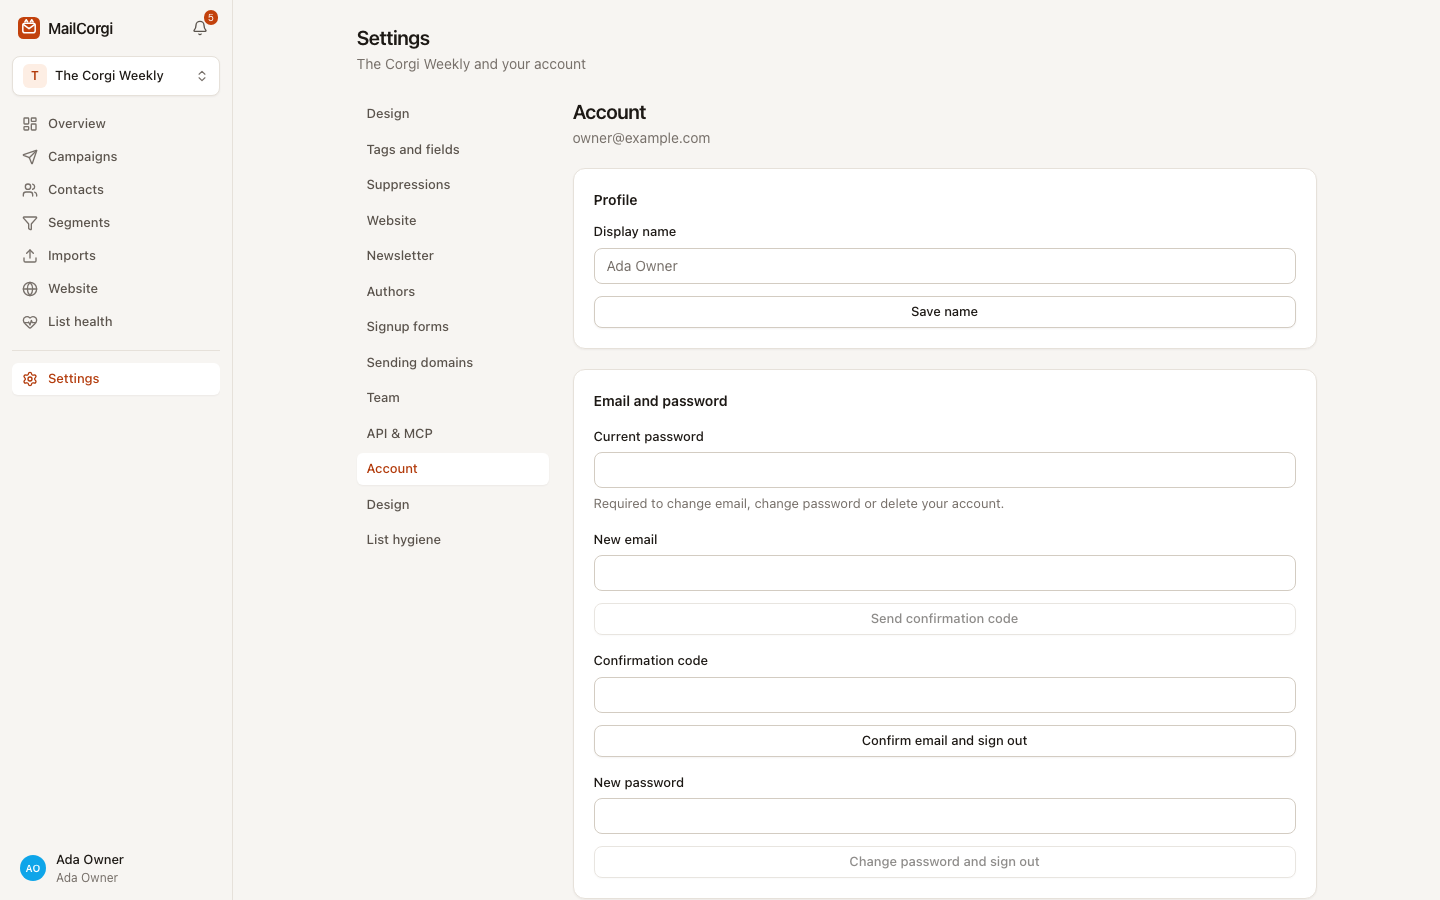 MailCorgi
5
T
The Corgi Weekly
Overview
Campaigns
Contacts
Segments
Imports
Website
List health
Settings
AO
Ada Owner
Ada Owner
Settings
The Corgi Weekly and your account
Design
Tags and fields
Suppressions
Website
Newsletter
Authors
Signup forms
Sending domains
Team
API & MCP
Account
Design
List hygiene
Account
owner@example.com
Profile
Display name
Ada Owner
Save name
Email and password
Current password
Required to change email, change password or delete your account.
New email
Send confirmation code
Confirmation code
Confirm email and sign out
New password
Change password and sign out